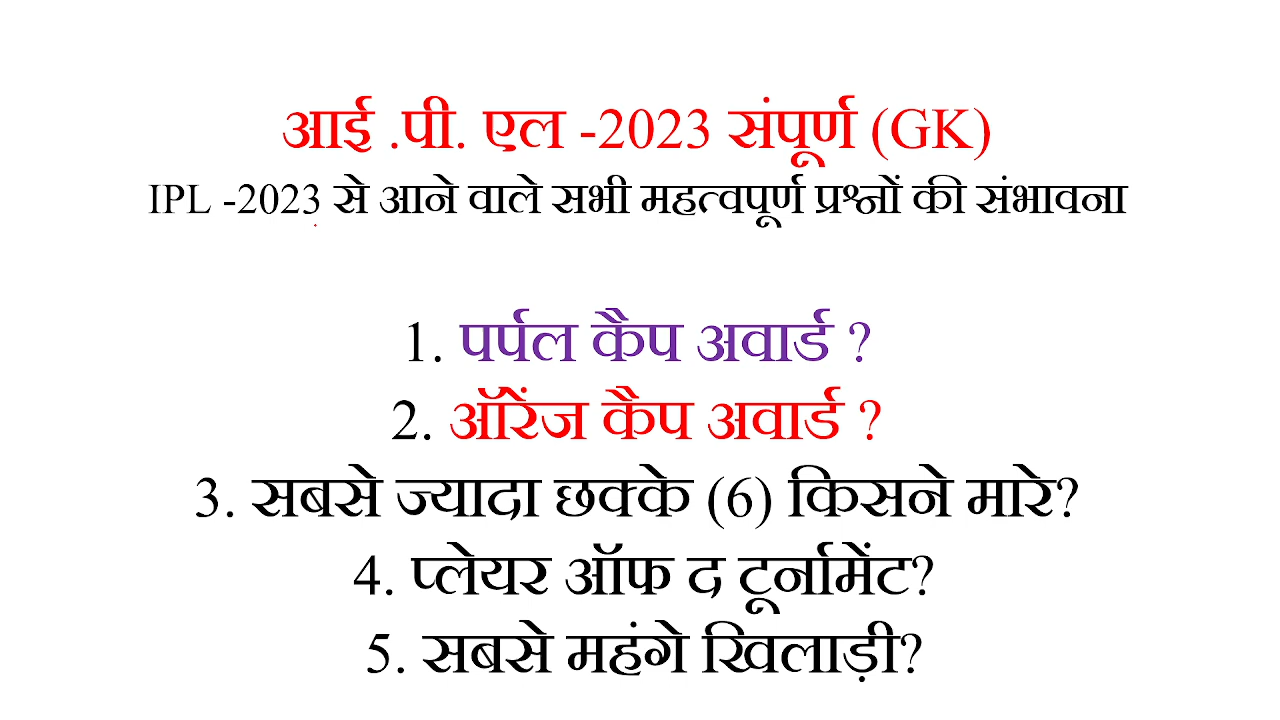 आई .पी. एल -2023 संपूर्ण (GK)
IPL -2023 से आने वाले सभी महत्वपूर्ण प्रश्नों की संभावना
1. पर्पल कैप अवार्ड ?
2. ऑरेंज कैप अवार्ड ?
3. सबसे ज्यादा छक्के (6) किसने मारे?
4. प्लेयर ऑफ द टूर्नामेंट?
5. सबसे महंगे खिलाड़ी?